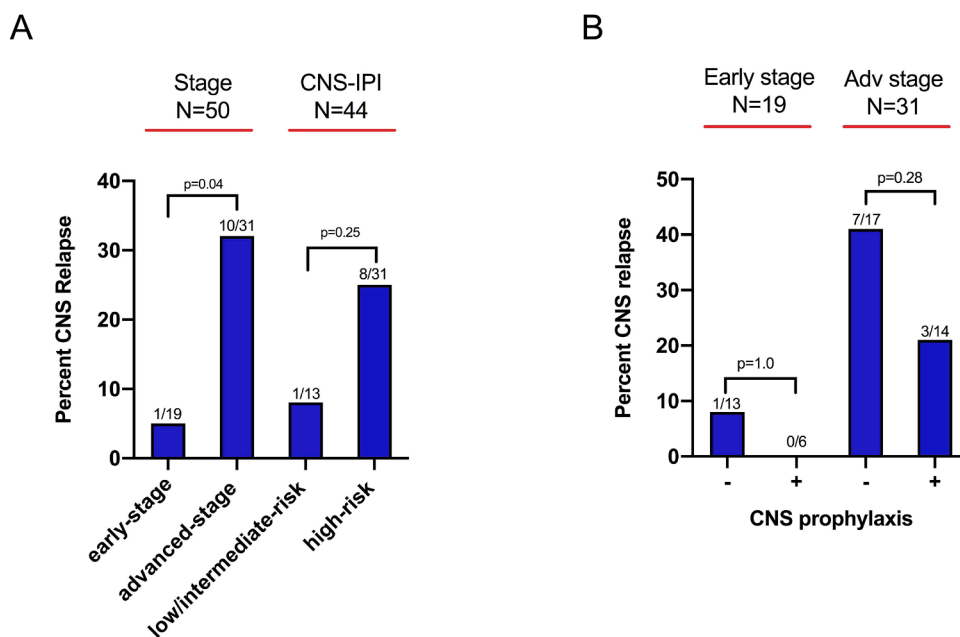 A
Stage
N=50
CNS-IPI
N=44
Percent CNS Relapse
40
30
20
10
0
p=0.04
10/31
1/19
p=0.25
8/31
1/13
early-stage
advanced-stage
low/intermediate-risk
high-risk
B
Early stage
N=19
Adv stage
N=31
Percent CNS relapse
50
40
30
20
10
0
p=1.0
1/13
0/6
p=0.28
7/17
3/14
- + - +
CNS prophylaxis